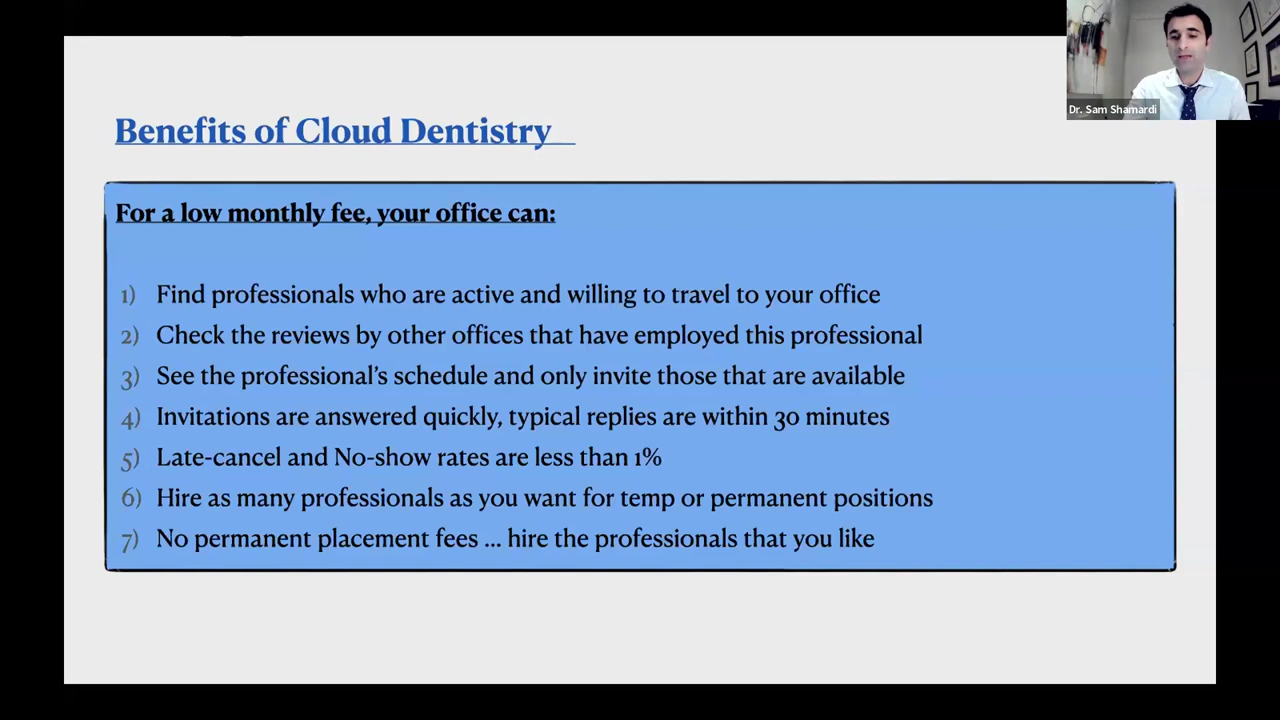 Dr. Sam Shamardi
Benefits of Cloud Dentistry
For a low monthly fee, your office can:
1) Find professionals who are active and willing to travel to your office
2) Check the reviews by other offices that have employed this professional
3) See the professional’s schedule and only invite those that are available
4) Invitations are answered quickly, typical replies are within 30 minutes
5) Late-cancel and No-show rates are less than 1%
6) Hire as many professionals as you want for temp or permanent positions
7) No permanent placement fees ... hire the professionals that you like